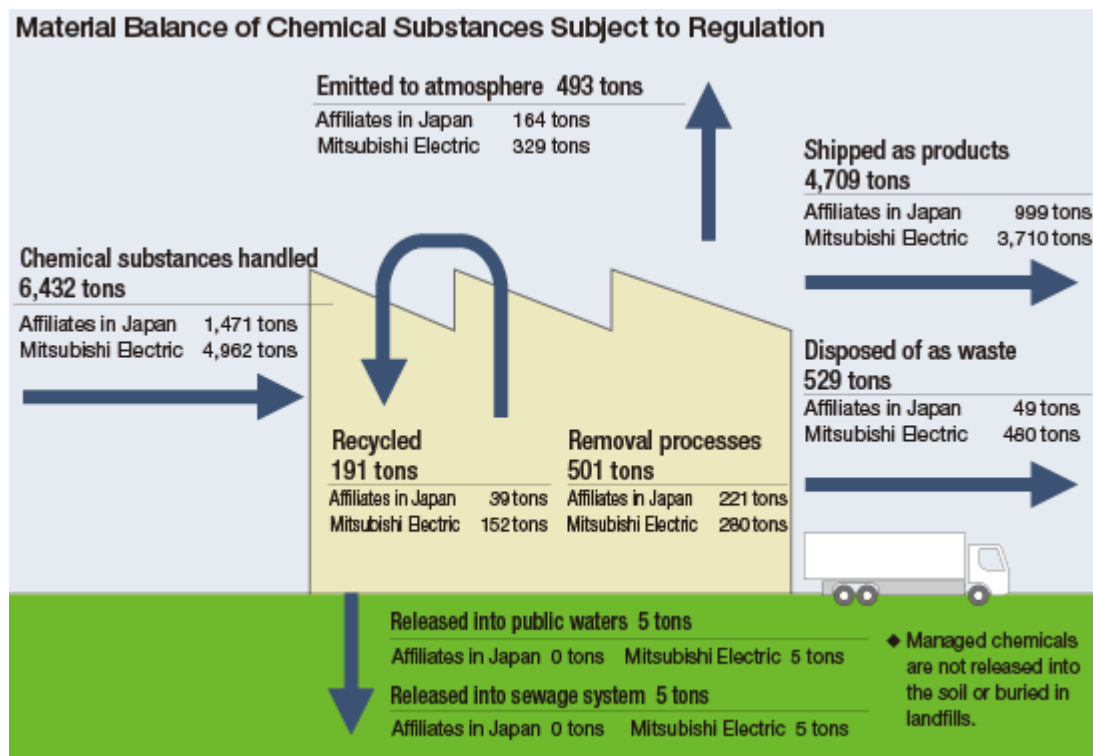 Material Balance of Chemical Substances Subject to Regulation
Emitted to atmosphere 493 tons
Affiliates in Japan 164 tons
Mitsubishi Electric 329 tons
Shipped as products
4,709 tons
Affiliates in Japan 999 tons
Mitsubishi Electric 3,710 tons
Chemical substances handled
6,432 tons
Affiliates in Japan 1,471 tons
Mitsubishi Electric 4,962 tons
Disposed of as waste
529 tons
Affiliates in Japan 49 tons
Mitsubishi Electric 480 tons
Recycled
191 tons
Affiliates in Japan 39 tons
Mitsubishi Electric 152 tons
Removal processes
501 tons
Affiliates in Japan 221 tons
Mitsubishi Electric 280 tons
Released into public waters 5 tons
Affiliates in Japan 0 tons Mitsubishi Electric 5 tons
Released into sewage system 5 tons
Affiliates in Japan 0 tons Mitsubishi Electric 5 tons
◆ Managed chemicals
are not released into
the soil or buried in
landfills.